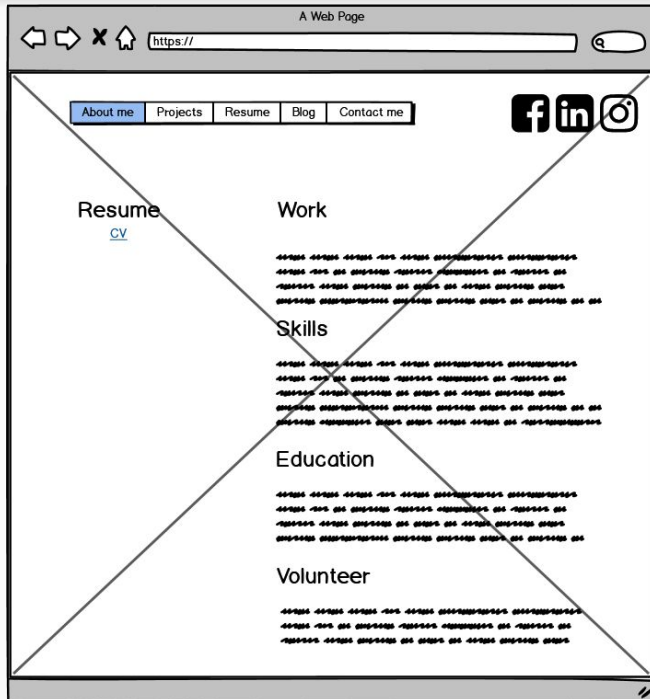 A Web Page
https://
About me Projects Resume Blog Contact me
Resume
CV
Work
Skills
Education
Volunteer